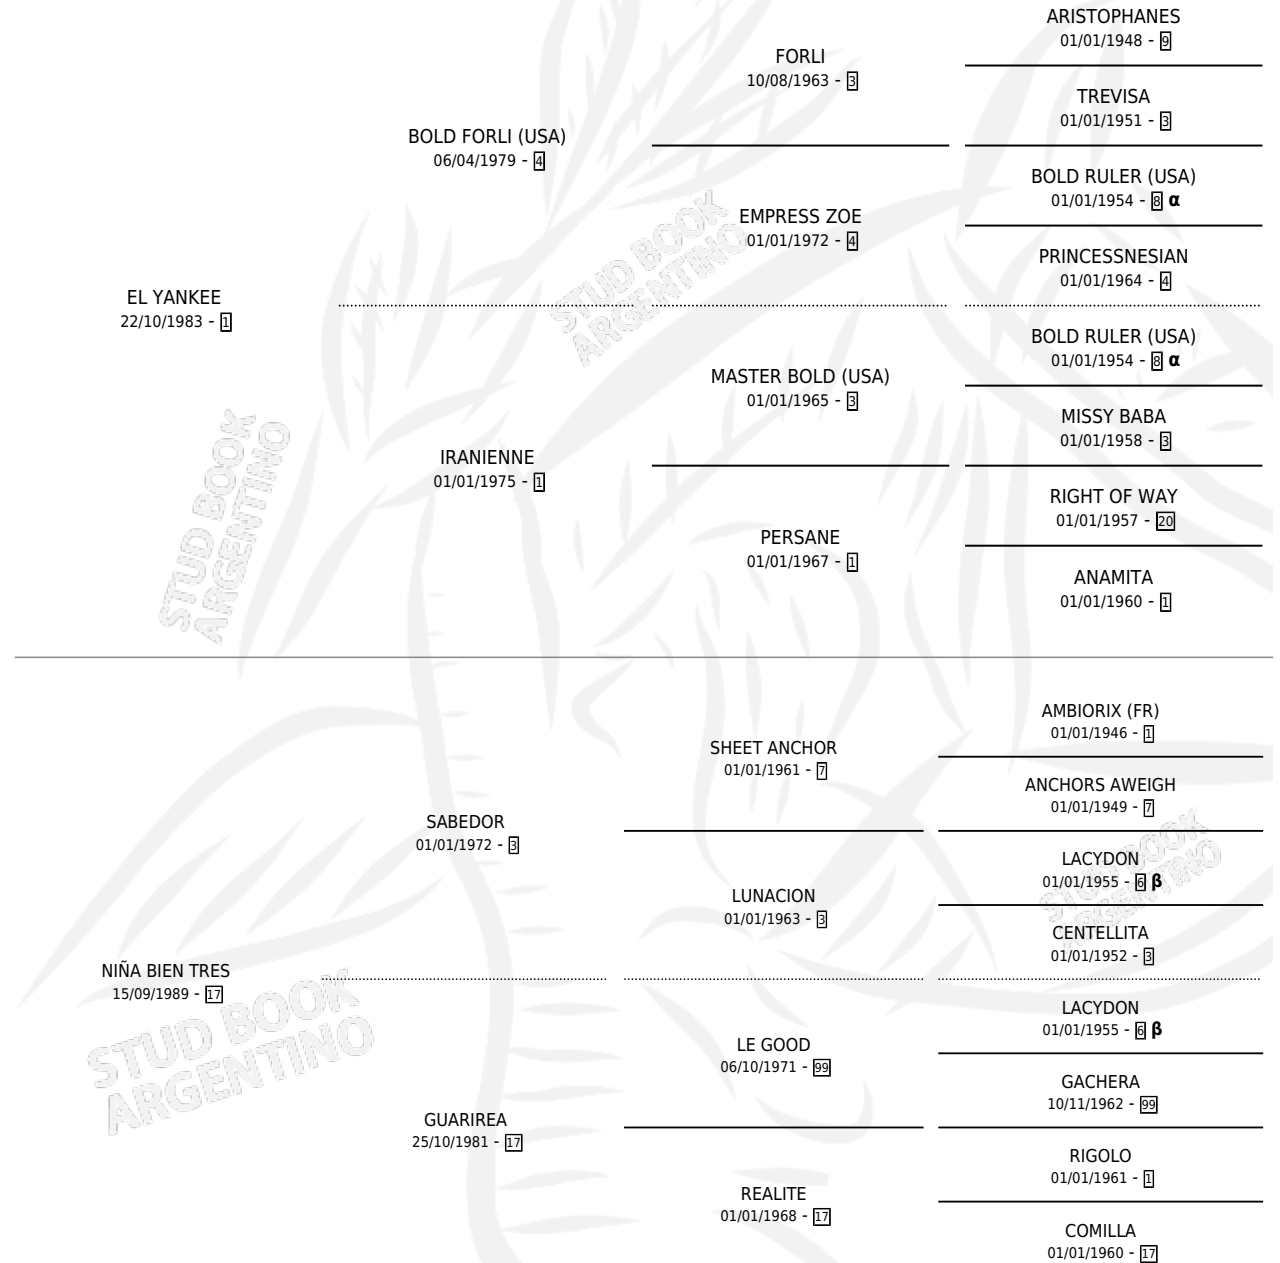 ARISTOPHANES
01/01/1948 - 9
FORLI
10/08/1963 - 3
TREVISA
01/01/1951 - 3
BOLD FORLI (USA)
06/04/1979 - 4
BOLD RULER (USA)
01/01/1954 - 8 α
EMPRESS ZOE
01/01/1972 - 4
PRINCESSNESIAN
01/01/1964 - 4
EL YANKEE
22/10/1983 - 1
BOLD RULER (USA)
01/01/1954 - 8 α
MASTER BOLD (USA)
01/01/1965 - 3
MISSY BABA
01/01/1958 - 3
IRANIENNE
01/01/1975 - 1
RIGHT OF WAY
01/01/1957 - 20
PERSANE
01/01/1967 - 1
ANAMITA
01/01/1960 - 1
AMBIORIX (FR)
01/01/1946 - 1
SHEET ANCHOR
01/01/1961 - 7
ANCHORS AWEIGH
01/01/1949 - 7
SABEDOR
01/01/1972 - 3
LACYDON
01/01/1955 - 6 β
LUNACION
01/01/1963 - 3
CENTELLITA
01/01/1952 - 3
NIÑA BIEN TRES
15/09/1989 - 17
LACYDON
01/01/1955 - 6 β
LE GOOD
06/10/1971 - 99
GACHERA
10/11/1962 - 99
GUARIREA
25/10/1981 - 17
RIGOLO
01/01/1961 - 1
REALITE
01/01/1968 - 17
COMILLA
01/01/1960 - 17
STUD BOOK
ARGENTINO
STUD BOOK
ARGENTINO
STUD BOOK
ARGENTINO
STUD BOOK
ARGENTINO